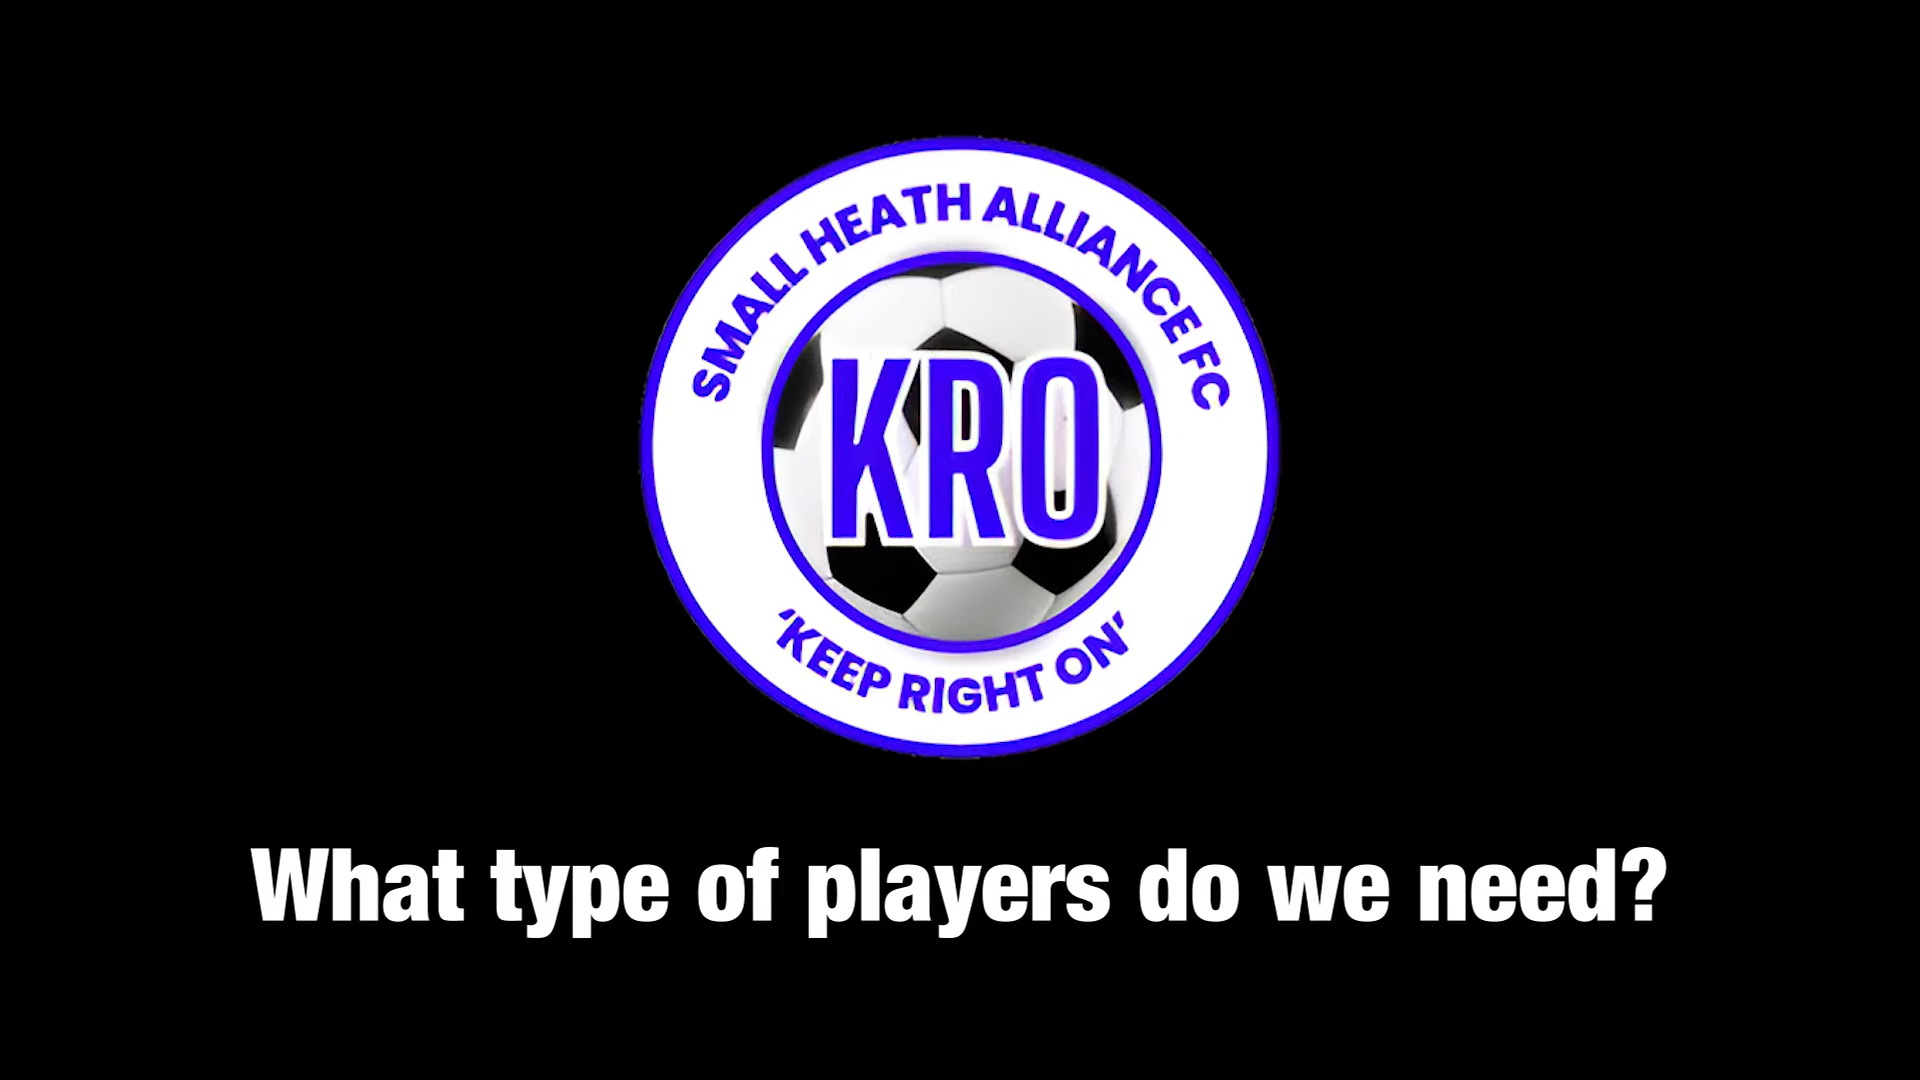 SMALL HEATH ALLIANCE FC
KRO
‘KEEP RIGHT ON’
What type of players do we need?